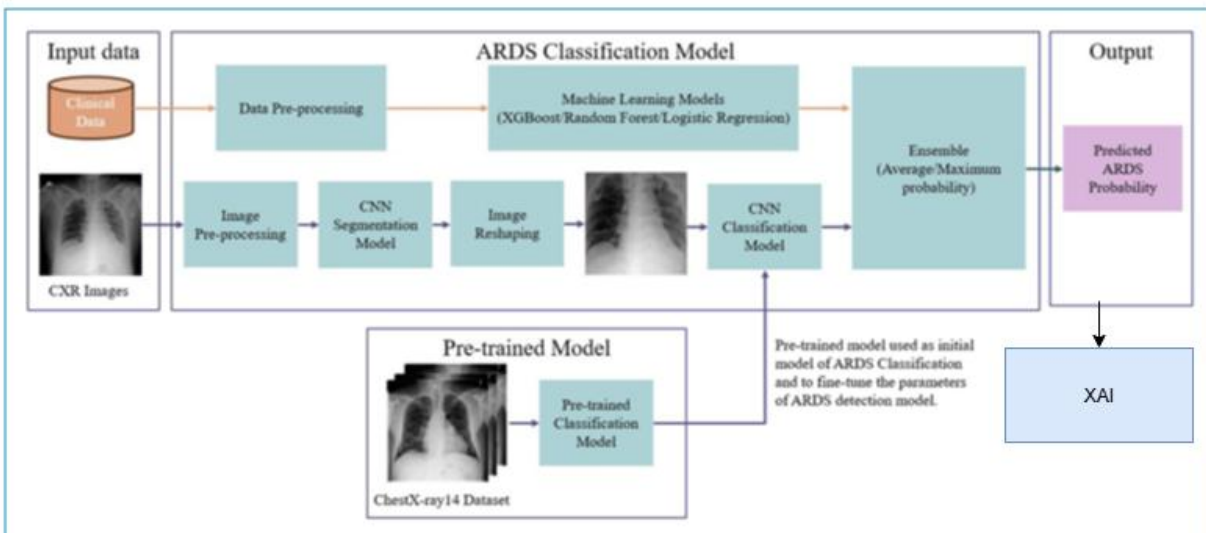 Input data
Clinical
Data
CXR Images
ARDS Classification Model
Data Pre-processing
Machine Learning Models
(XGBoost/Random Forest/Logistic Regression)
Image
Pre-processing
CNN
Segmentation
Model
Image
Reshaping
CNN
Classification
Model
Ensemble
(Average/Maximum
probability)
Output
Predicted
ARDS
Probability
Pre-trained Model
Pre-trained
Classification
Model
ChestX-ray14 Dataset
Pre-trained model used as initial
model of ARDS Classification
and to fine-tune the parameters
of ARDS detection model.
XAI